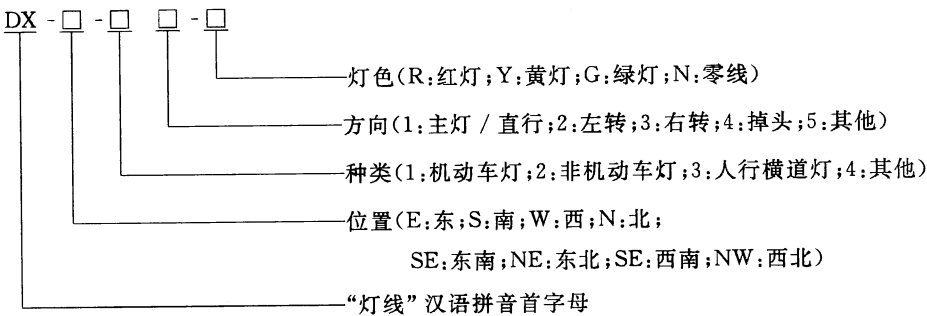 DX-□-□ □-□
灯色(R:红灯;Y:黄灯;G:绿灯;N:零线)
方向(1:主灯/直行;2:左转;3:右转;4:掉头;5:其他)
种类(1:机动车灯;2:非机动车灯;3:人行横道灯;4:其他)
位置(E:东;S:南;W:西;N:北;
SE:东南;NE:东北;SE:西南;NW:西北)
“灯线”汉语拼音首字母